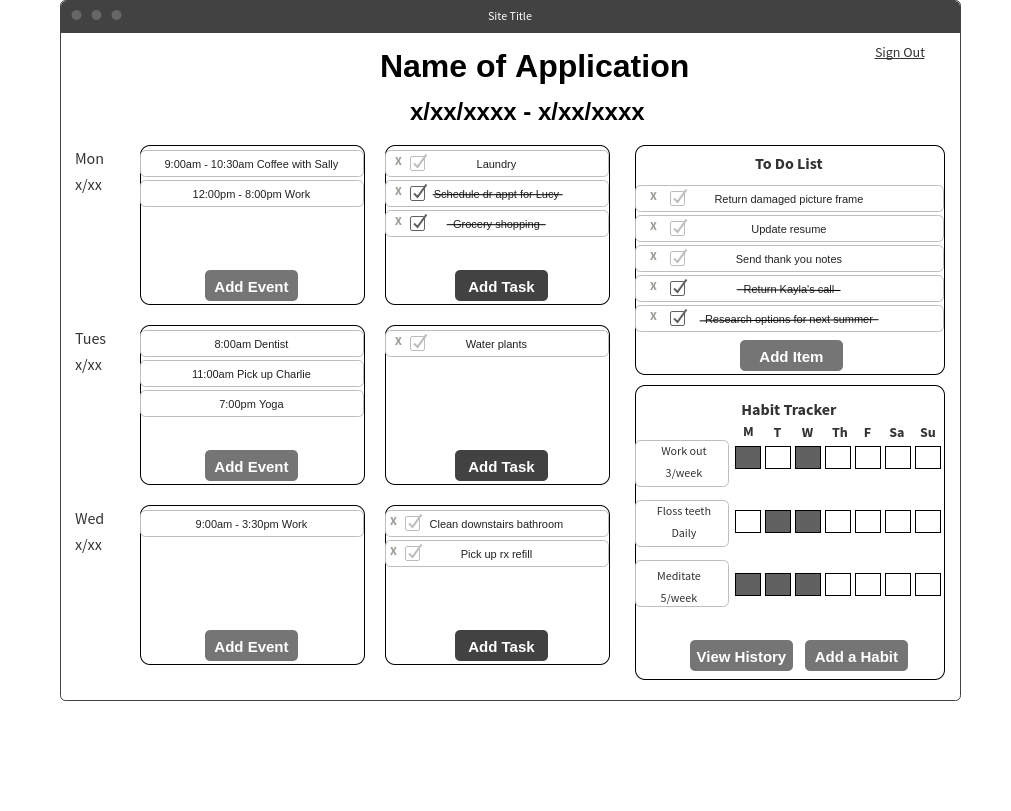 Site Title
Sign Out
Name of Application
x/xx/xxxx - x/xx/xxxx
Mon
x/xx
9:00am - 10:30am Coffee with Sally
12:00pm - 8:00pm Work
Add Event
X Laundry
X Schedule dr appt for Lucy
X Grocery shopping
Add Task
Tues
x/xx
8:00am Dentist
11:00am Pick up Charlie
7:00pm Yoga
Add Event
X Water plants
Add Task
Wed
x/xx
9:00am - 3:30pm Work
Add Event
X Clean downstairs bathroom
X Pick up rx refill
Add Task
To Do List
X Return damaged picture frame
X Update resume
X Send thank you notes
X Return Kayla's call
X Research options for next summer
Add Item
Habit Tracker
M T W Th F Sa Su
Work out
3/week
Floss teeth
Daily
Meditate
5/week
View History Add a Habit